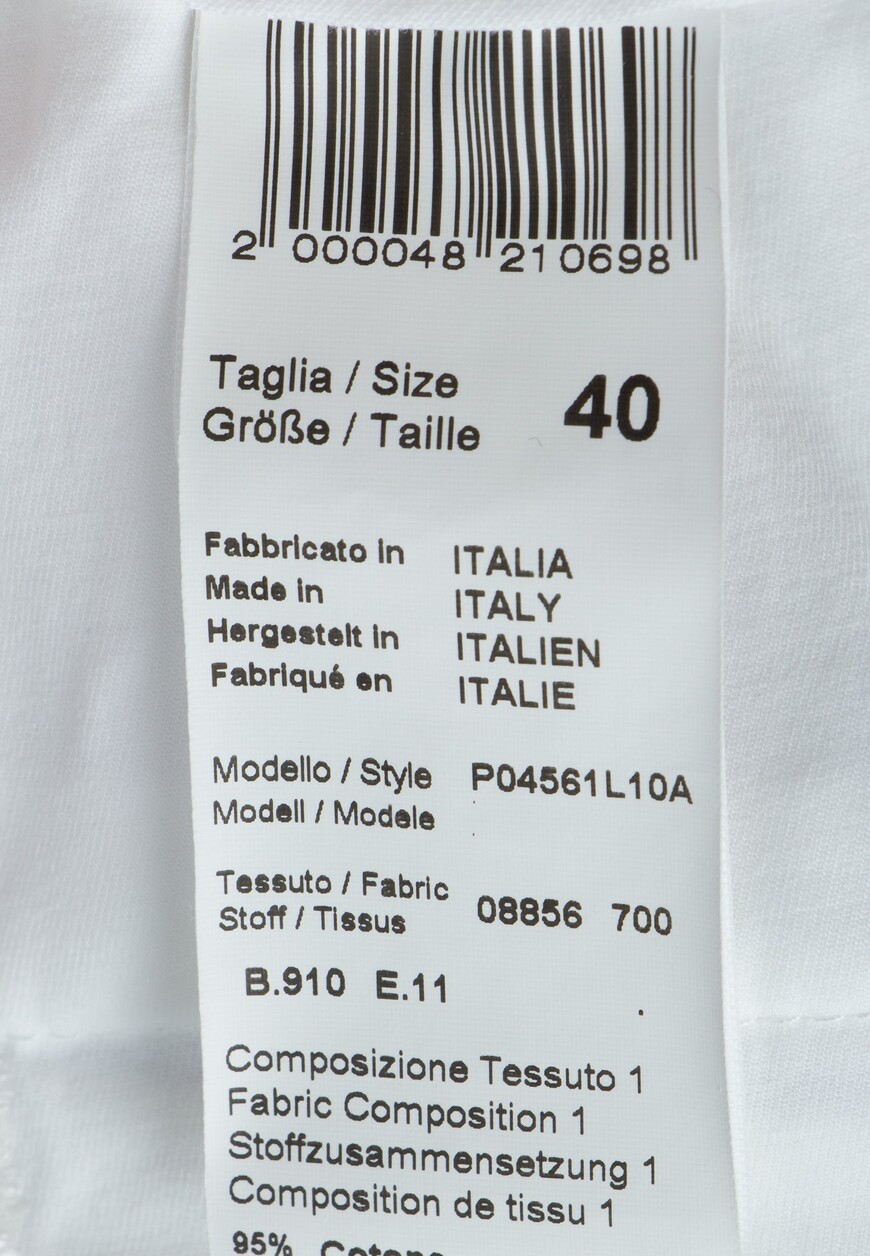 2 000048 210698
Taglia / Size
Größe / Taille
40
Fabbricato in ITALIA
Made in ITALY
Hergestelt in ITALIEN
Fabriqué en ITALIE
Modello / Style P04561L10A
Modell / Modele
Tessuto / Fabric
Stoff / Tissus
08856 700
B.910 E.11
Composizione Tessuto 1
Fabric Composition 1
Stoffzusammensetzung 1
Composition de tissu 1
95%